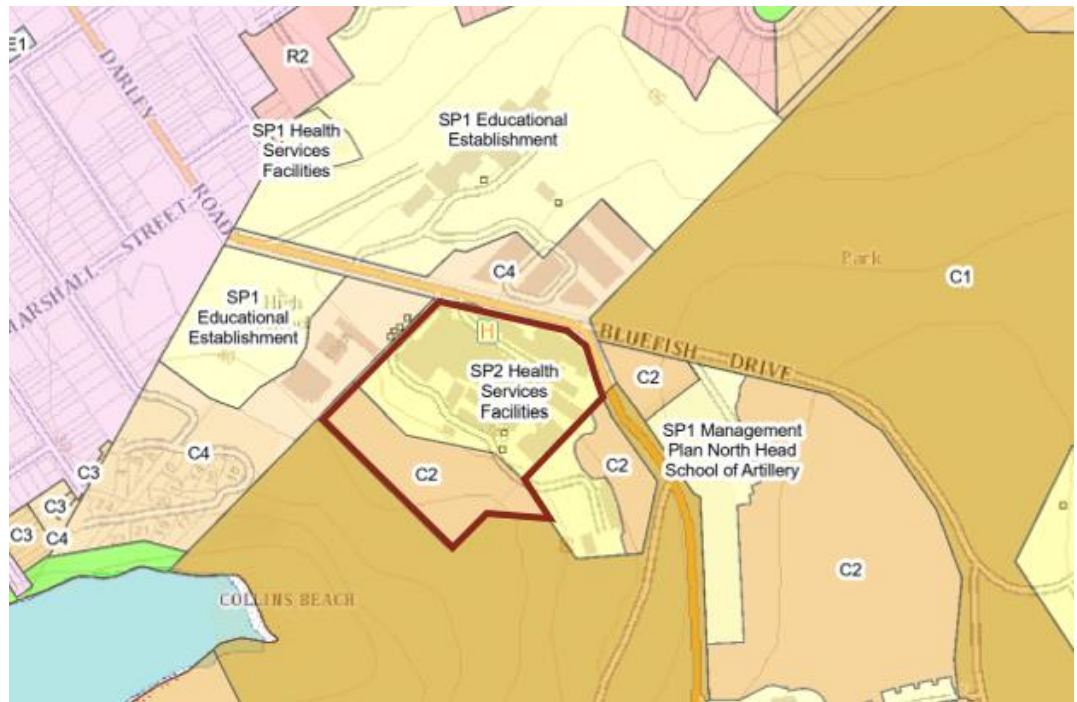 E1
R2
DARLEY
ROAD
MARSHALL STREET
SP1 Health
Services
Facilities
SP1 Educational
Establishment
Park
C1
C4
SP1
Educational
Establishment
High
H
BLUEFISH DRIVE
SP2 Health
Services
Facilities
C2
SP1 Management
Plan North Head
School of Artillery
C2
C2
C2
C4
C3
C3
C3
C4
COLLINS BEACH